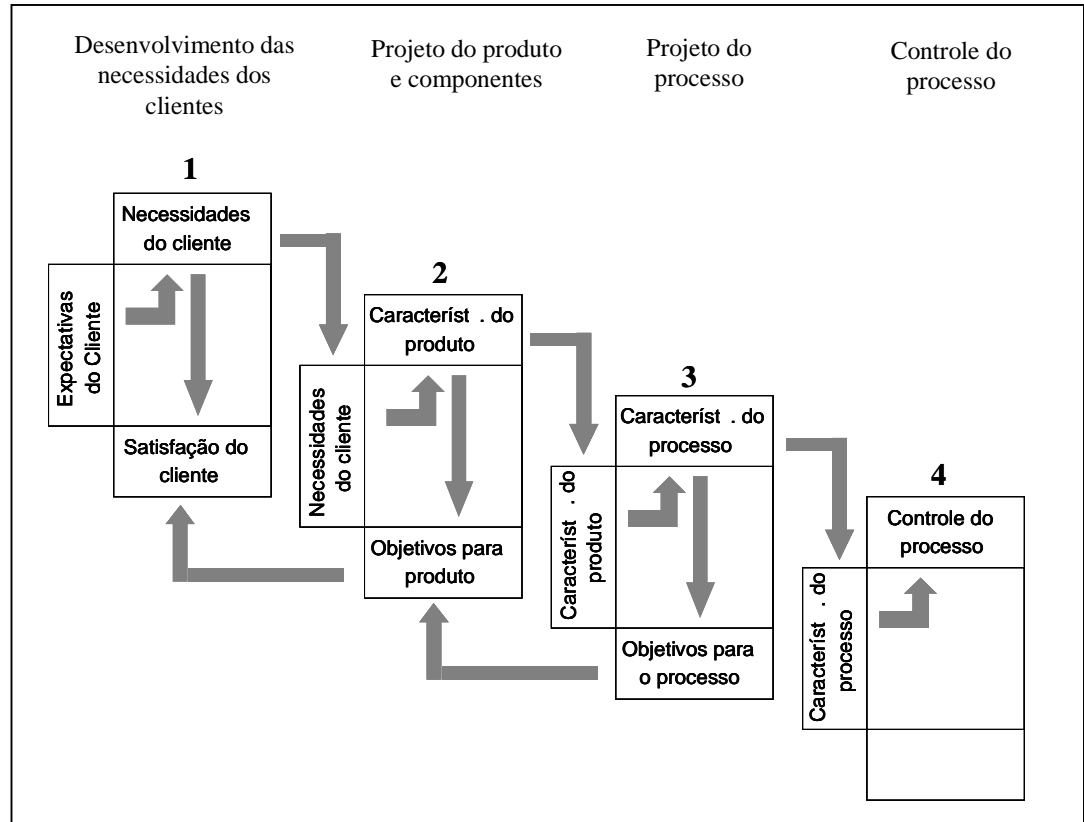 Desenvolvimento das
necessidades dos
clientes
Projeto do produto
e componentes
Projeto do
processo
Controle do
processo
1
Necessidades
do cliente
Expectativas
do Cliente
Satisfação do
cliente
2
Característ . do
produto
Necessidades
do cliente
Objetivos para
produto
3
Característ . do
processo
Característ . do
produto
Objetivos para
o processo
4
Controle do
processo
Característ . do
processo